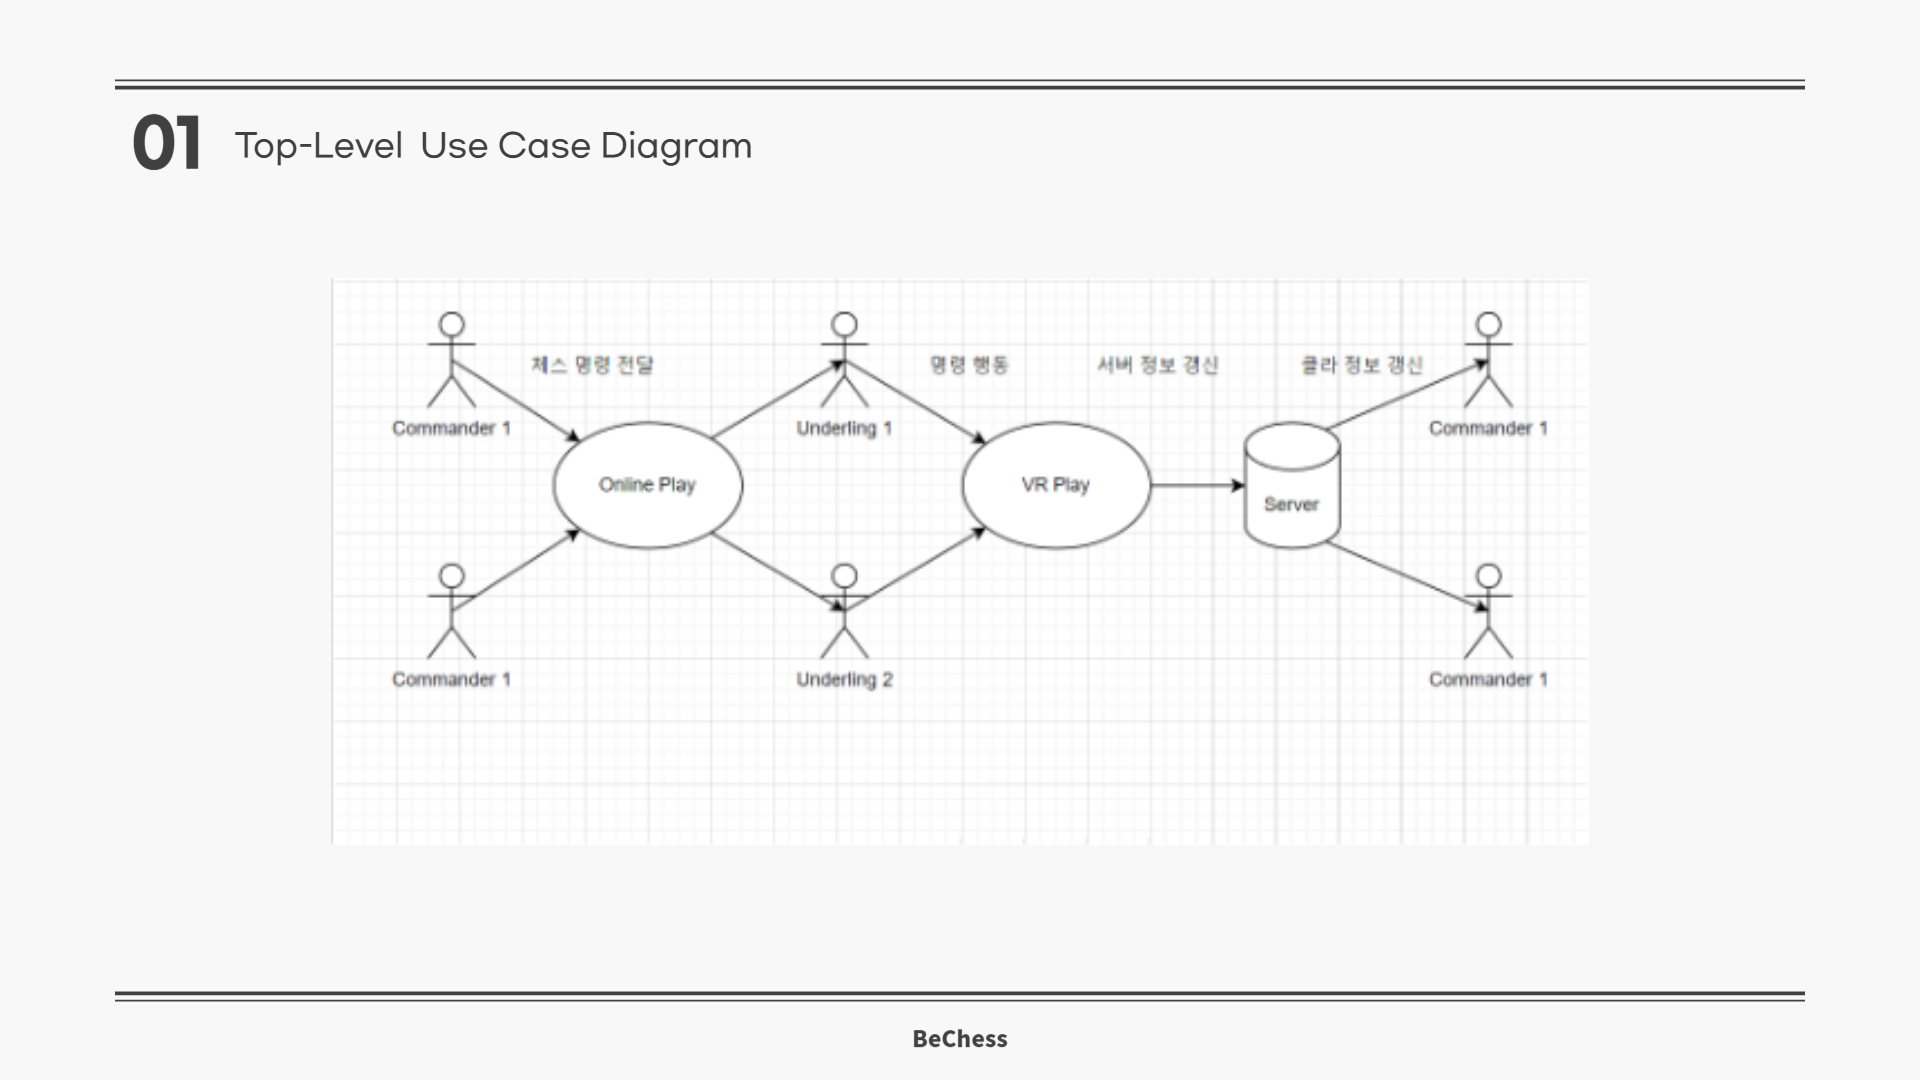 01 Top-Level Use Case Diagram
체스 명령 전달
명령 행동
서버 정보 갱신
클라 정보 갱신
Commander 1
Underling 1
Commander 1
Online Play
VR Play
Server
Commander 1
Underling 2
Commander 1
BeChess